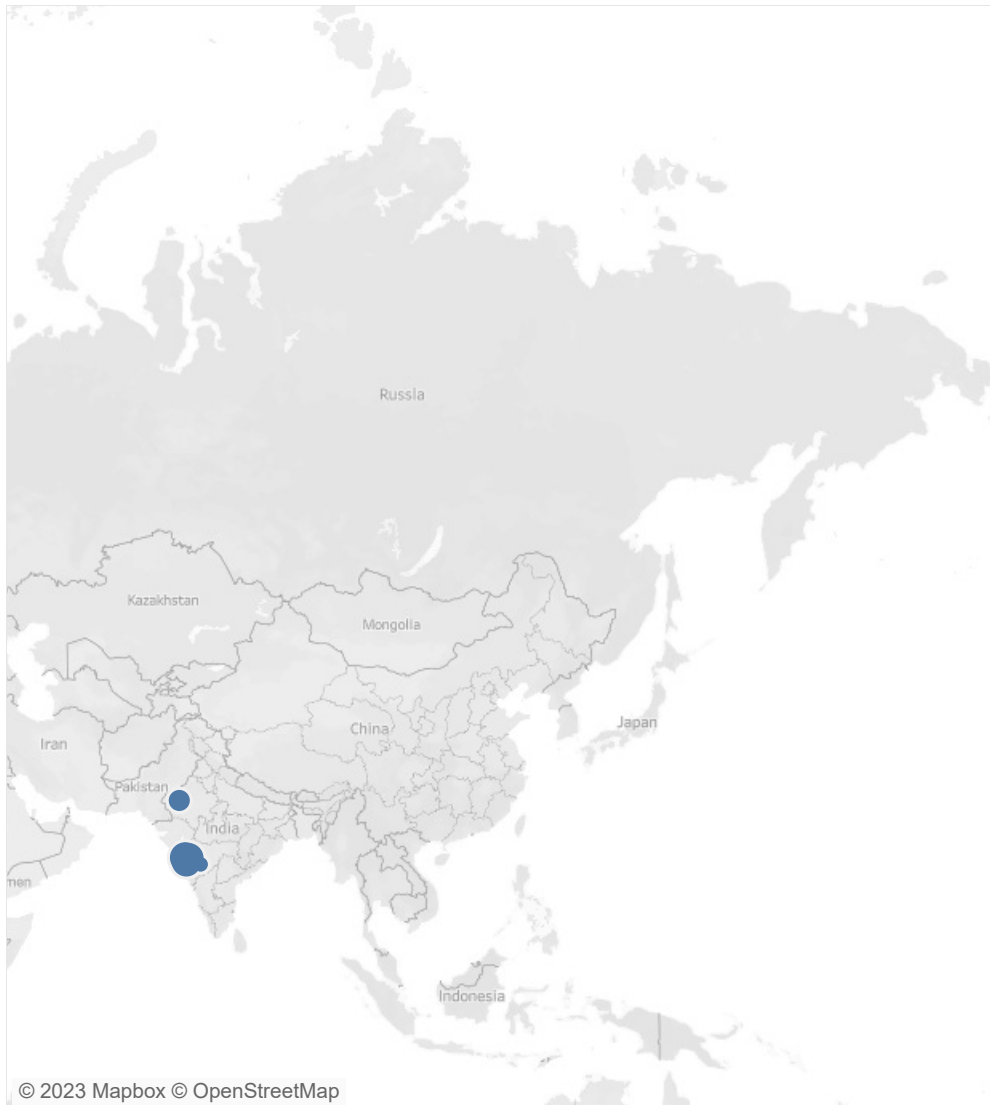 Russia
Kazakhstan
Mongolia
China
Japan
Iran
Pakistan
India
men
Indonesia
© 2023 Mapbox © OpenStreetMap